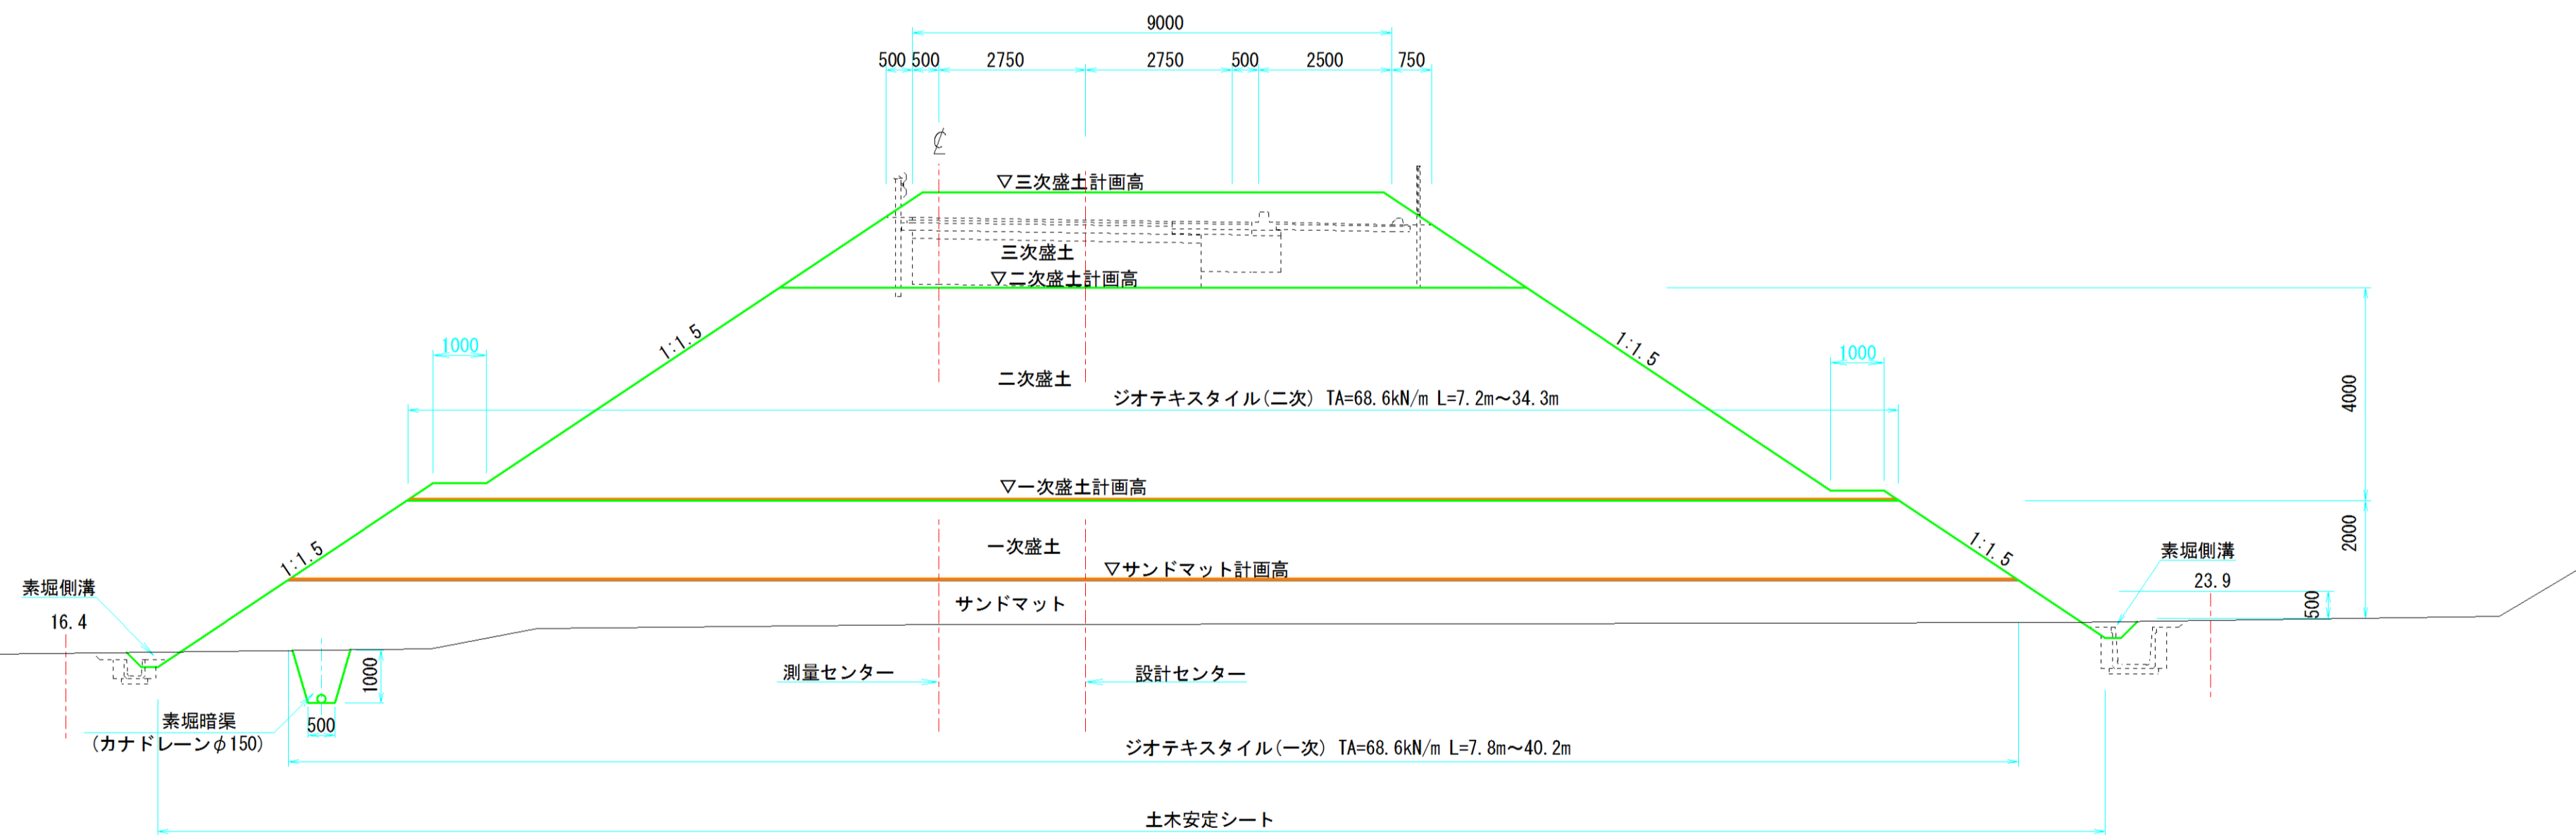 9000
500 500 2750 2750 500 2500 750
℄
▽三次盛土計画高
三次盛土
▽二次盛土計画高
1:1.5
1:1.5
1000
1000
二次盛土
ジオテキスタイル(二次) TA=68.6kN/m L=7.2m～34.3m
4000
▽一次盛土計画高
一次盛土
2000
1:1.5
1:1.5
▽サンドマット計画高
素堀側溝
23.9
素堀側溝
16.4
サンドマット
500
1000
測量センター
設計センター
素堀暗渠
(カナドレーンφ150)
500
ジオテキスタイル(一次) TA=68.6kN/m L=7.8m～40.2m
土木安定シート